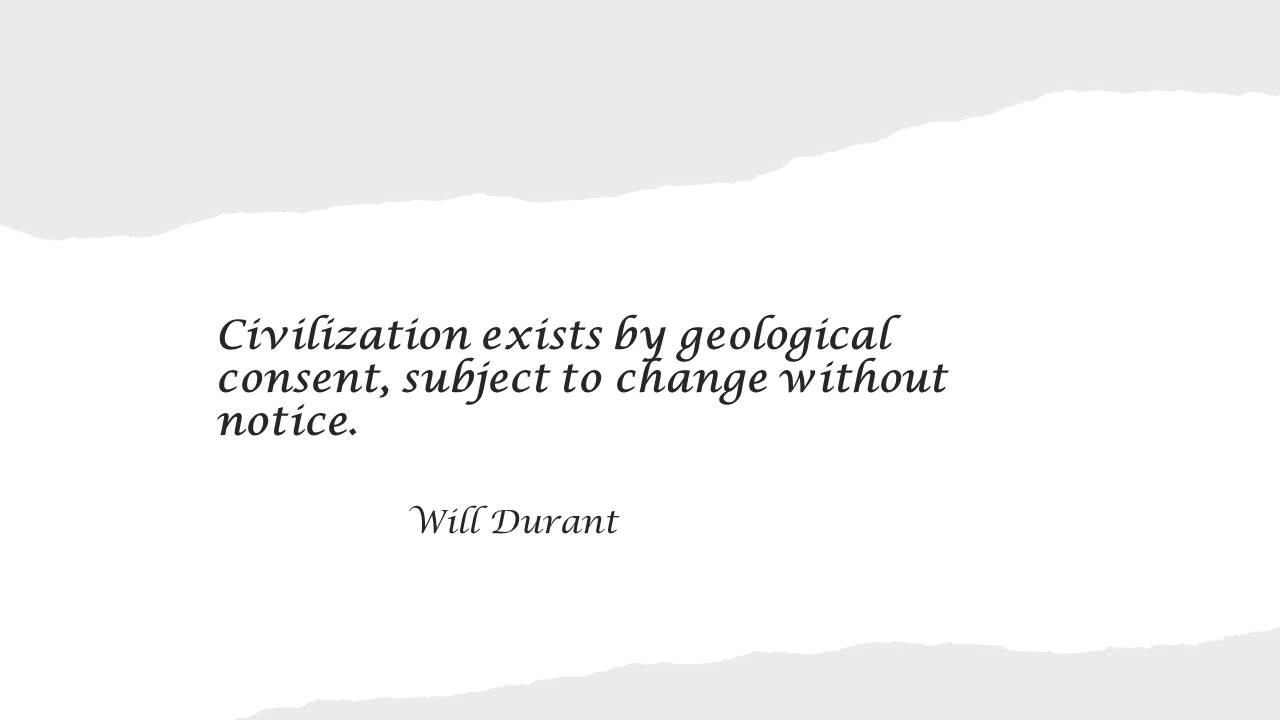 Civilization exists by geological
consent, subject to change without
notice.
Will Durant